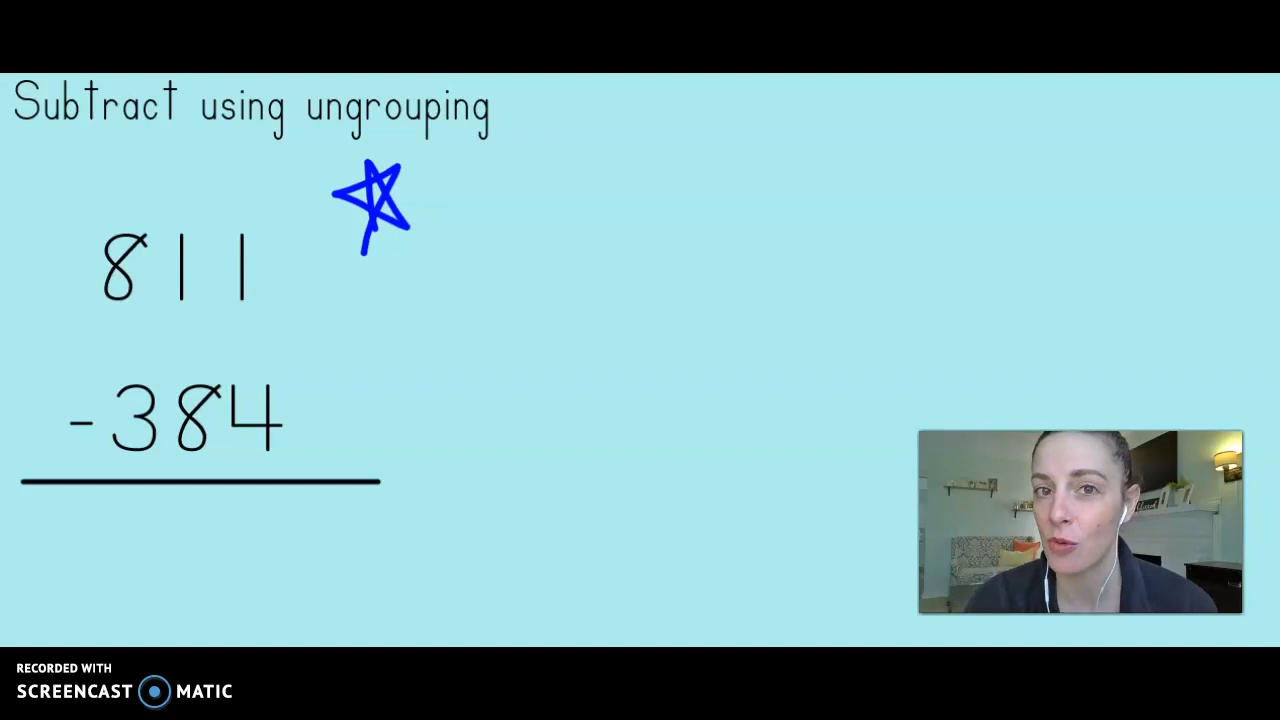 Subtract using ungrouping
811
-384
RECORDED WITH
SCREENCAST MATIC